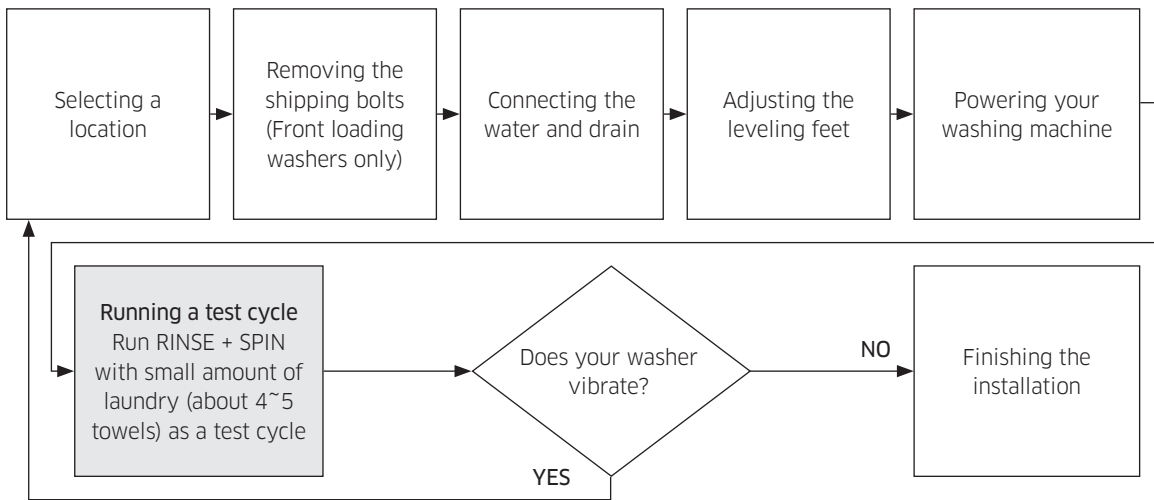 Selecting a
location
Removing the
shipping bolts
(Front loading
washers only)
Connecting the
water and drain
Adjusting the
leveling feet
Powering your
washing machine
Running a test cycle
Run RINSE + SPIN
with small amount of
laundry (about 4~5
towels) as a test cycle
Does your washer
vibrate?
NO
Finishing the
installation
YES